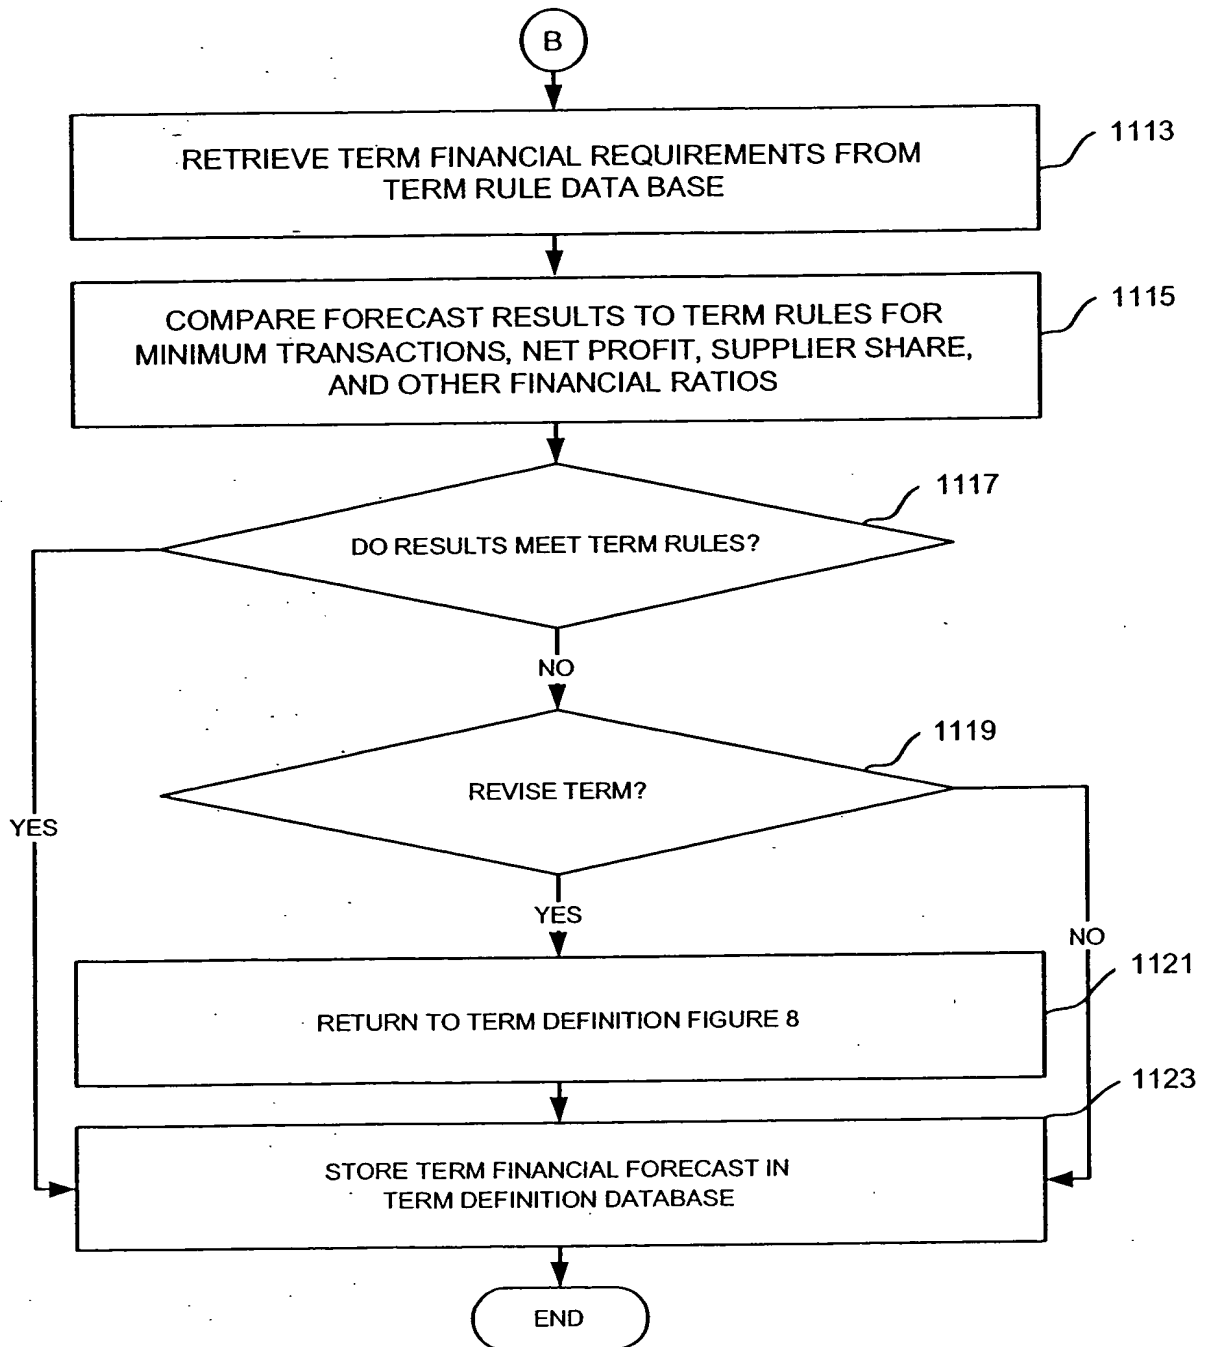 B
RETRIEVE TERM FINANCIAL REQUIREMENTS FROM
TERM RULE DATA BASE
1113
COMPARE FORECAST RESULTS TO TERM RULES FOR
MINIMUM TRANSACTIONS, NET PROFIT, SUPPLIER SHARE,
AND OTHER FINANCIAL RATIOS
1115
DO RESULTS MEET TERM RULES?
1117
NO
REVISE TERM?
1119
YES
YES
NO
RETURN TO TERM DEFINITION FIGURE 8
1121
STORE TERM FINANCIAL FORECAST IN
TERM DEFINITION DATABASE
1123
END